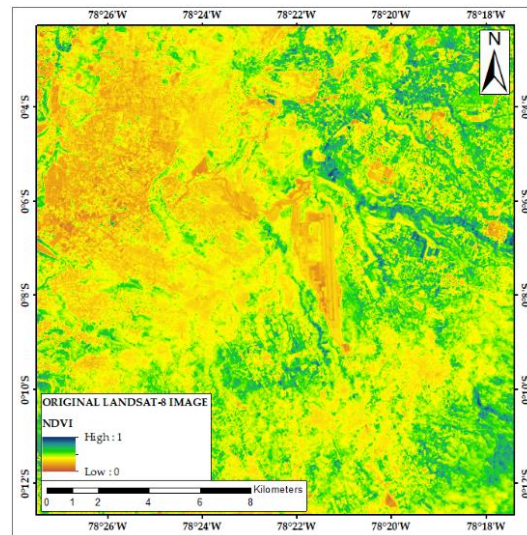 78°26'W 78°24'W 78°22'W 78°20'W 78°18'W
N
0°4'S 0°4'S
0°6'S 0°6'S
0°8'S 0°8'S
0°10'S 0°10'S
0°12'S 0°12'S
ORIGINAL LANDSAT-8 IMAGE
NDVI
High : 1
Low : 0
Kilometers
0 1 2 4 6 8
78°26'W 78°24'W 78°22'W 78°20'W 78°18'W